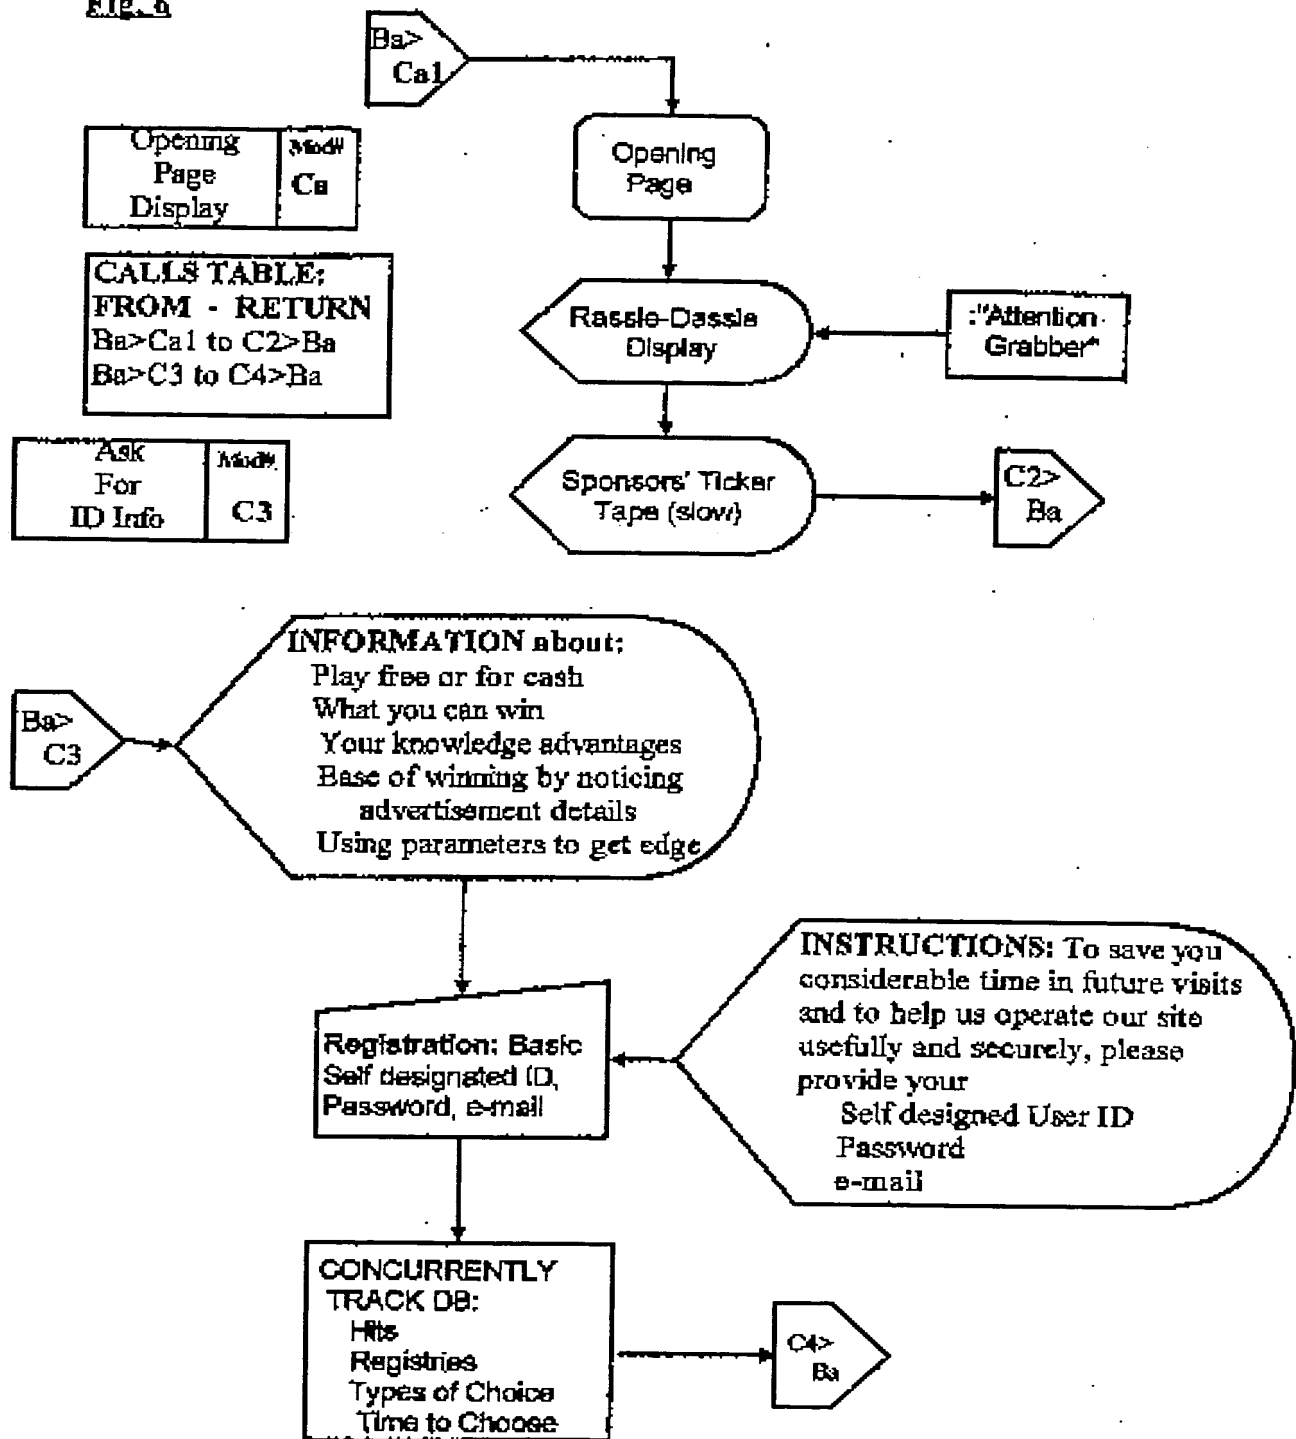 Fig. 6
Ba>
Ca1
Opening
Page
Display
Mod#
Ca
Opening
Page
CALLS TABLE:
FROM - RETURN
Ba>Ca1 to C2>Ba
Ba>C3 to C4>Ba
Rassle-Dassle
Display
:"Attention
Grabber"
Ask
For
ID Info
Mod#
C3
Sponsors' Ticker
Tape (slow)
C2>
Ba
Ba>
C3
INFORMATION about:
Play free or for cash
What you can win
Your knowledge advantages
Ease of winning by noticing
advertisement details
Using parameters to get edge
INSTRUCTIONS: To save you
considerable time in future visits
and to help us operate our site
usefully and securely, please
provide your
Self designed User ID
Password
e-mail
Registration: Basic
Self designated ID,
Password, e-mail
CONCURRENTLY
TRACK DB:
Hits
Registries
Types of Choice
Time to Choose
C4>
Ba